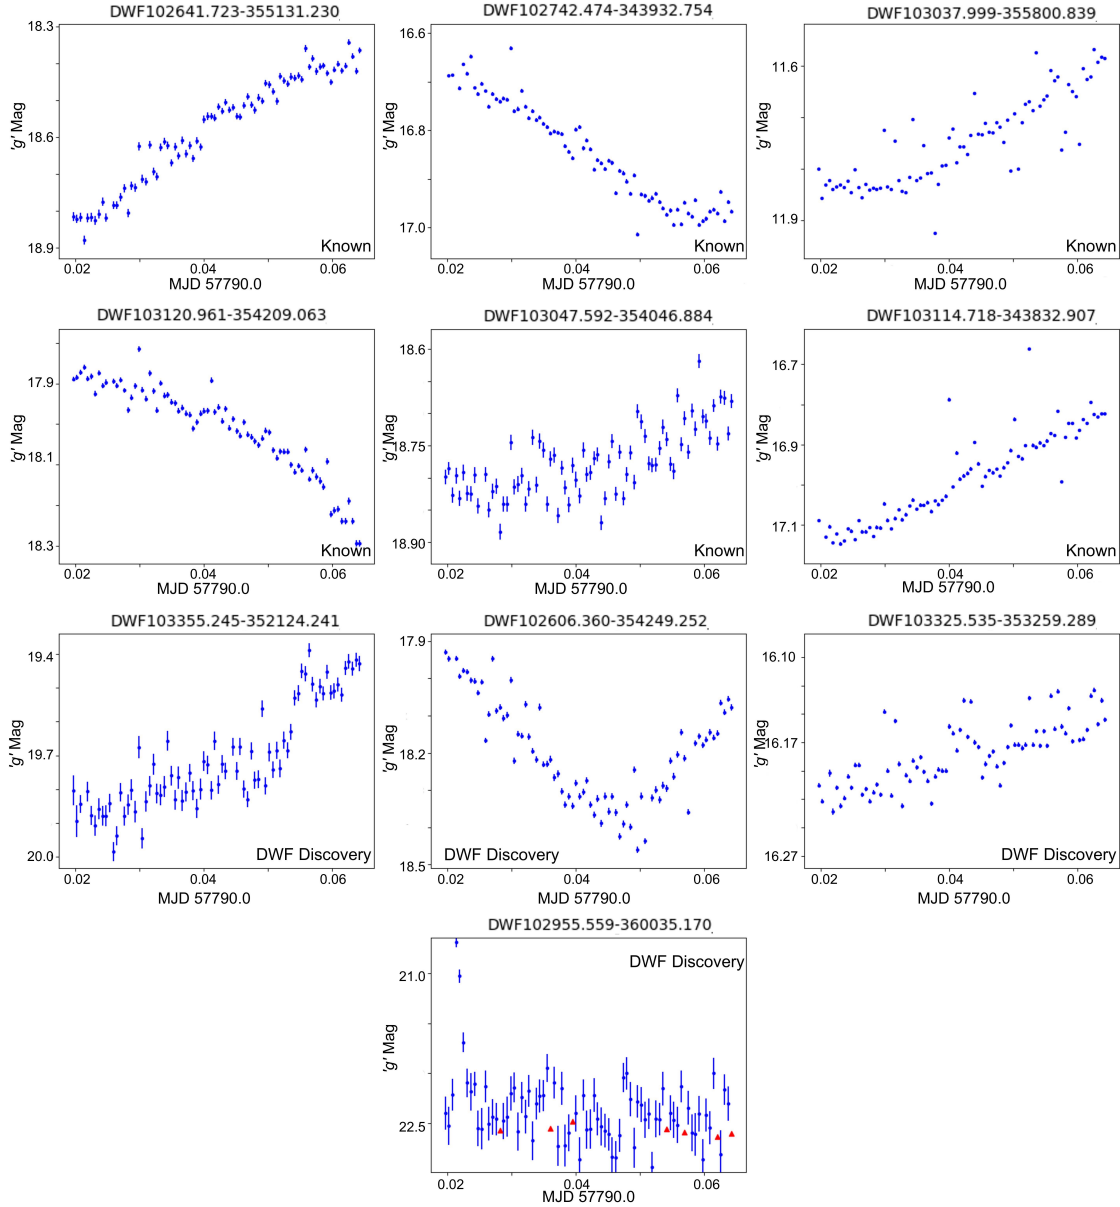 DWF102641.723-355131.230
18.3
18.6
18.9
'g' Mag
Known
0.02 0.04 0.06
MJD 57790.0
DWF102742.474-343932.754
16.6
16.8
17.0
'g' Mag
Known
0.02 0.04 0.06
MJD 57790.0
DWF103037.999-355800.839
11.6
11.9
'g' Mag
Known
0.02 0.04 0.06
MJD 57790.0
DWF103120.961-354209.063
17.9
18.1
18.3
'g' Mag
Known
0.02 0.04 0.06
MJD 57790.0
DWF103047.592-354046.884
18.6
18.75
18.90
'g' Mag
Known
0.02 0.04 0.06
MJD 57790.0
DWF103114.718-343832.907
16.7
16.9
17.1
'g' Mag
Known
0.02 0.04 0.06
MJD 57790.0
DWF103355.245-352124.241
19.4
19.7
20.0
'g' Mag
DWF Discovery
0.02 0.04 0.06
MJD 57790.0
DWF102606.360-354249.252
17.9
18.2
18.5
'g' Mag
DWF Discovery
0.02 0.04 0.06
MJD 57790.0
DWF103325.535-353259.289
16.10
16.17
16.27
'g' Mag
DWF Discovery
0.02 0.04 0.06
MJD 57790.0
DWF102955.559-360035.170
DWF Discovery
21.0
22.5
'g' Mag
0.02 0.04 0.06
MJD 57790.0